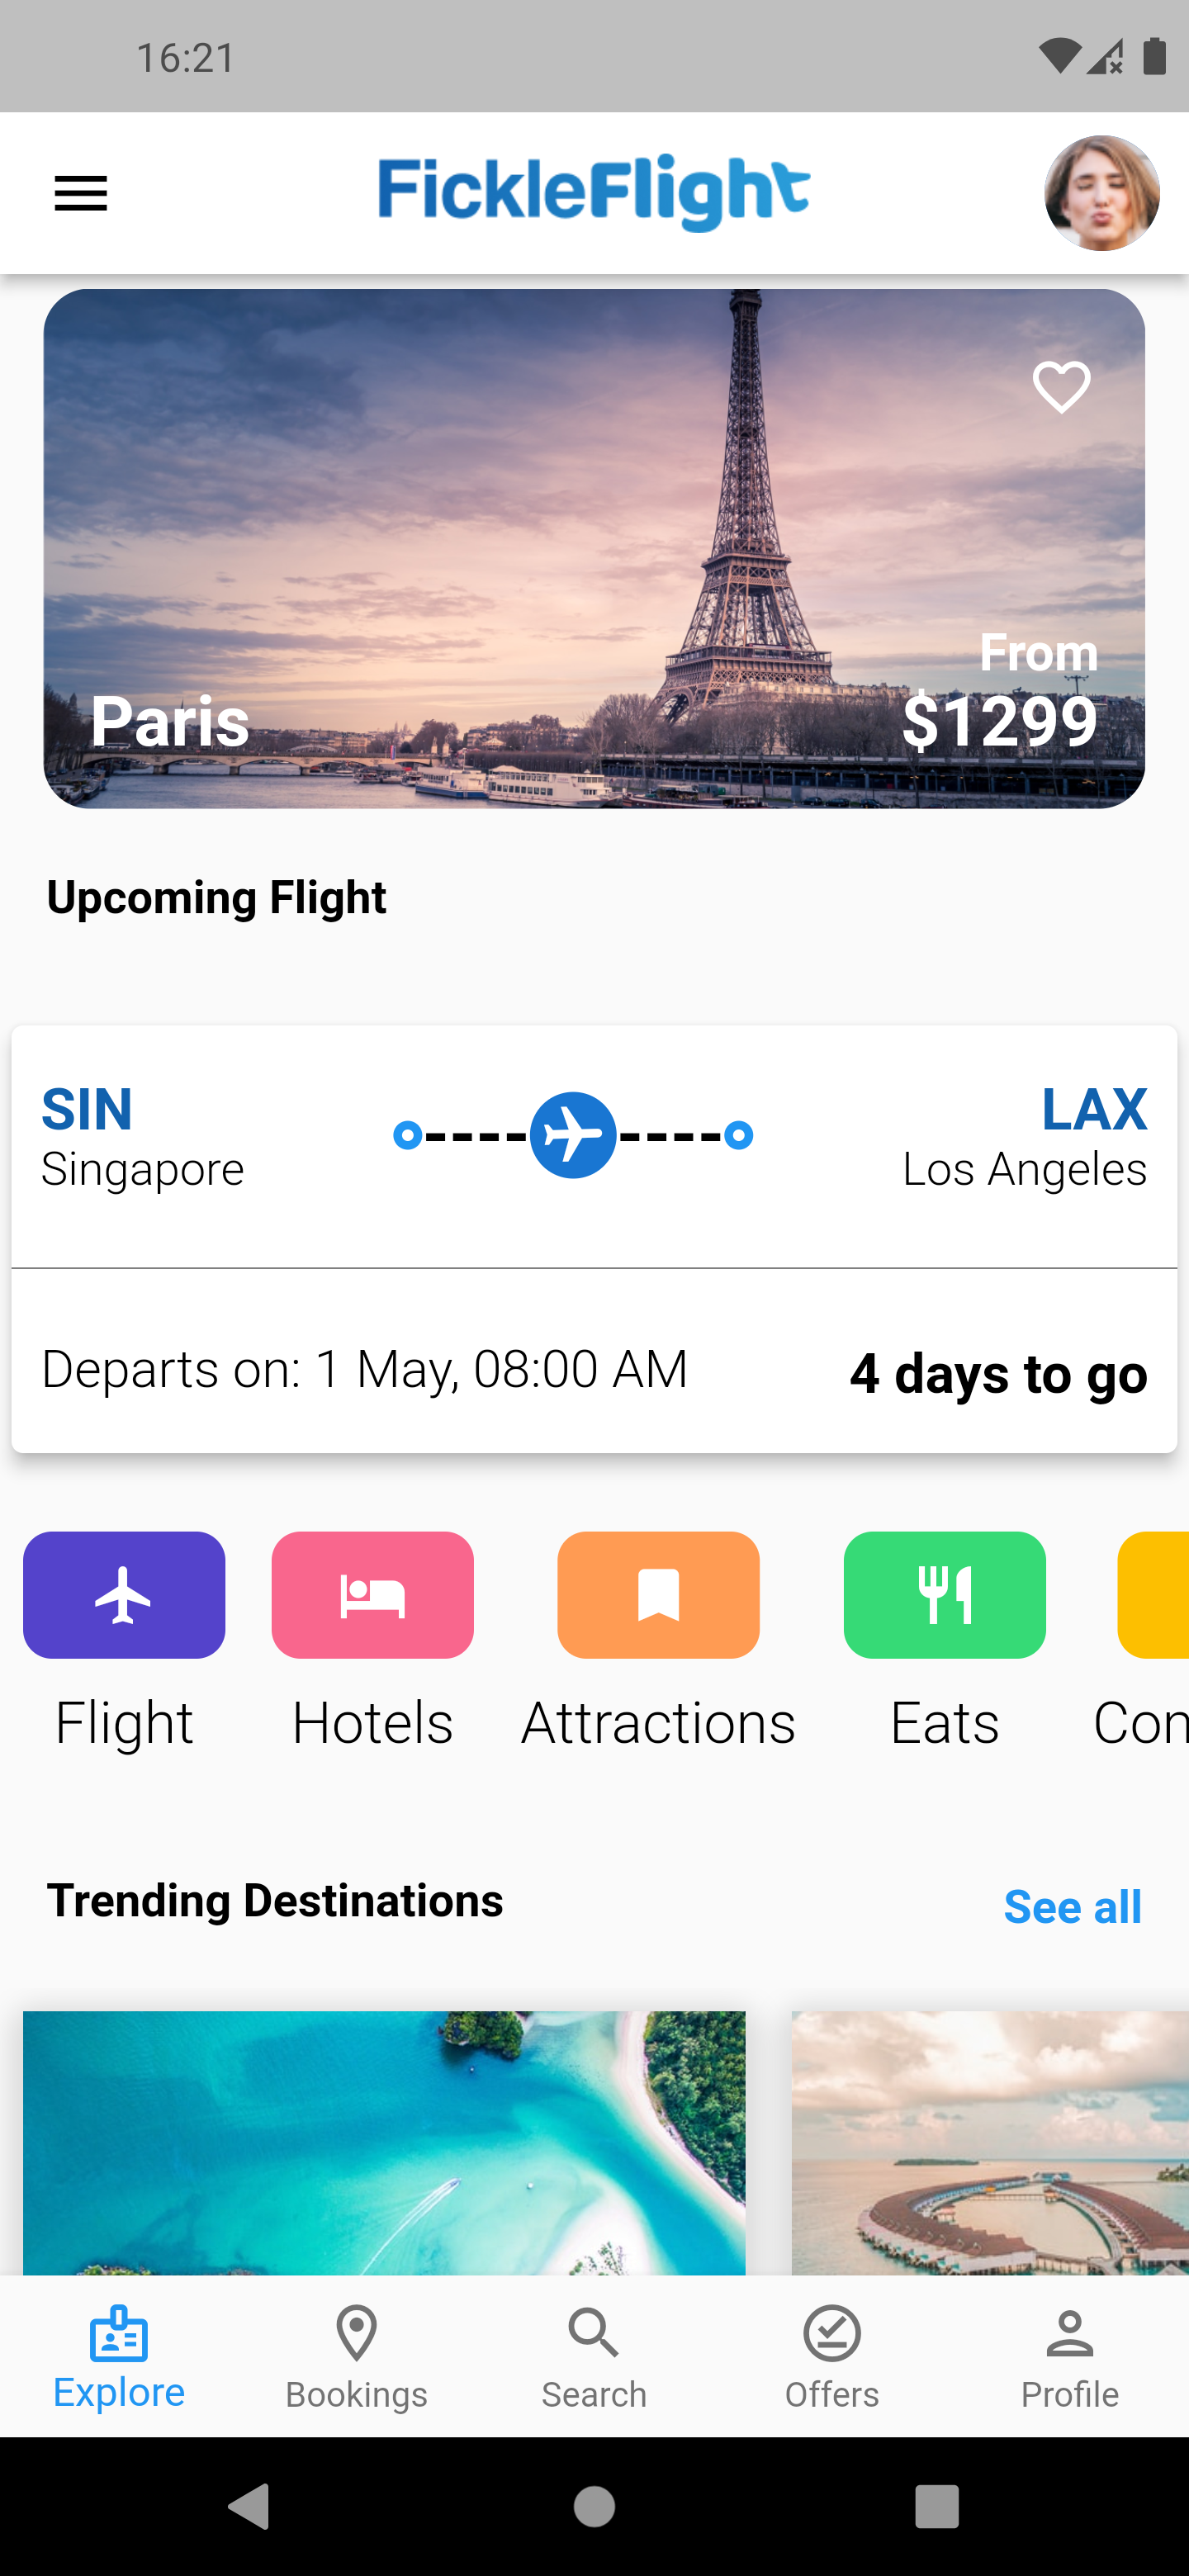 16:21
FickleFlight
From
Paris
$1299
Upcoming Flight
SIN
LAX
Singapore
Los Angeles
Departs on: 1 May, 08:00 AM
4 days to go
Flight
Hotels
Attractions
Eats
Con
Trending Destinations
See all
Explore
Bookings
Search
Offers
Profile